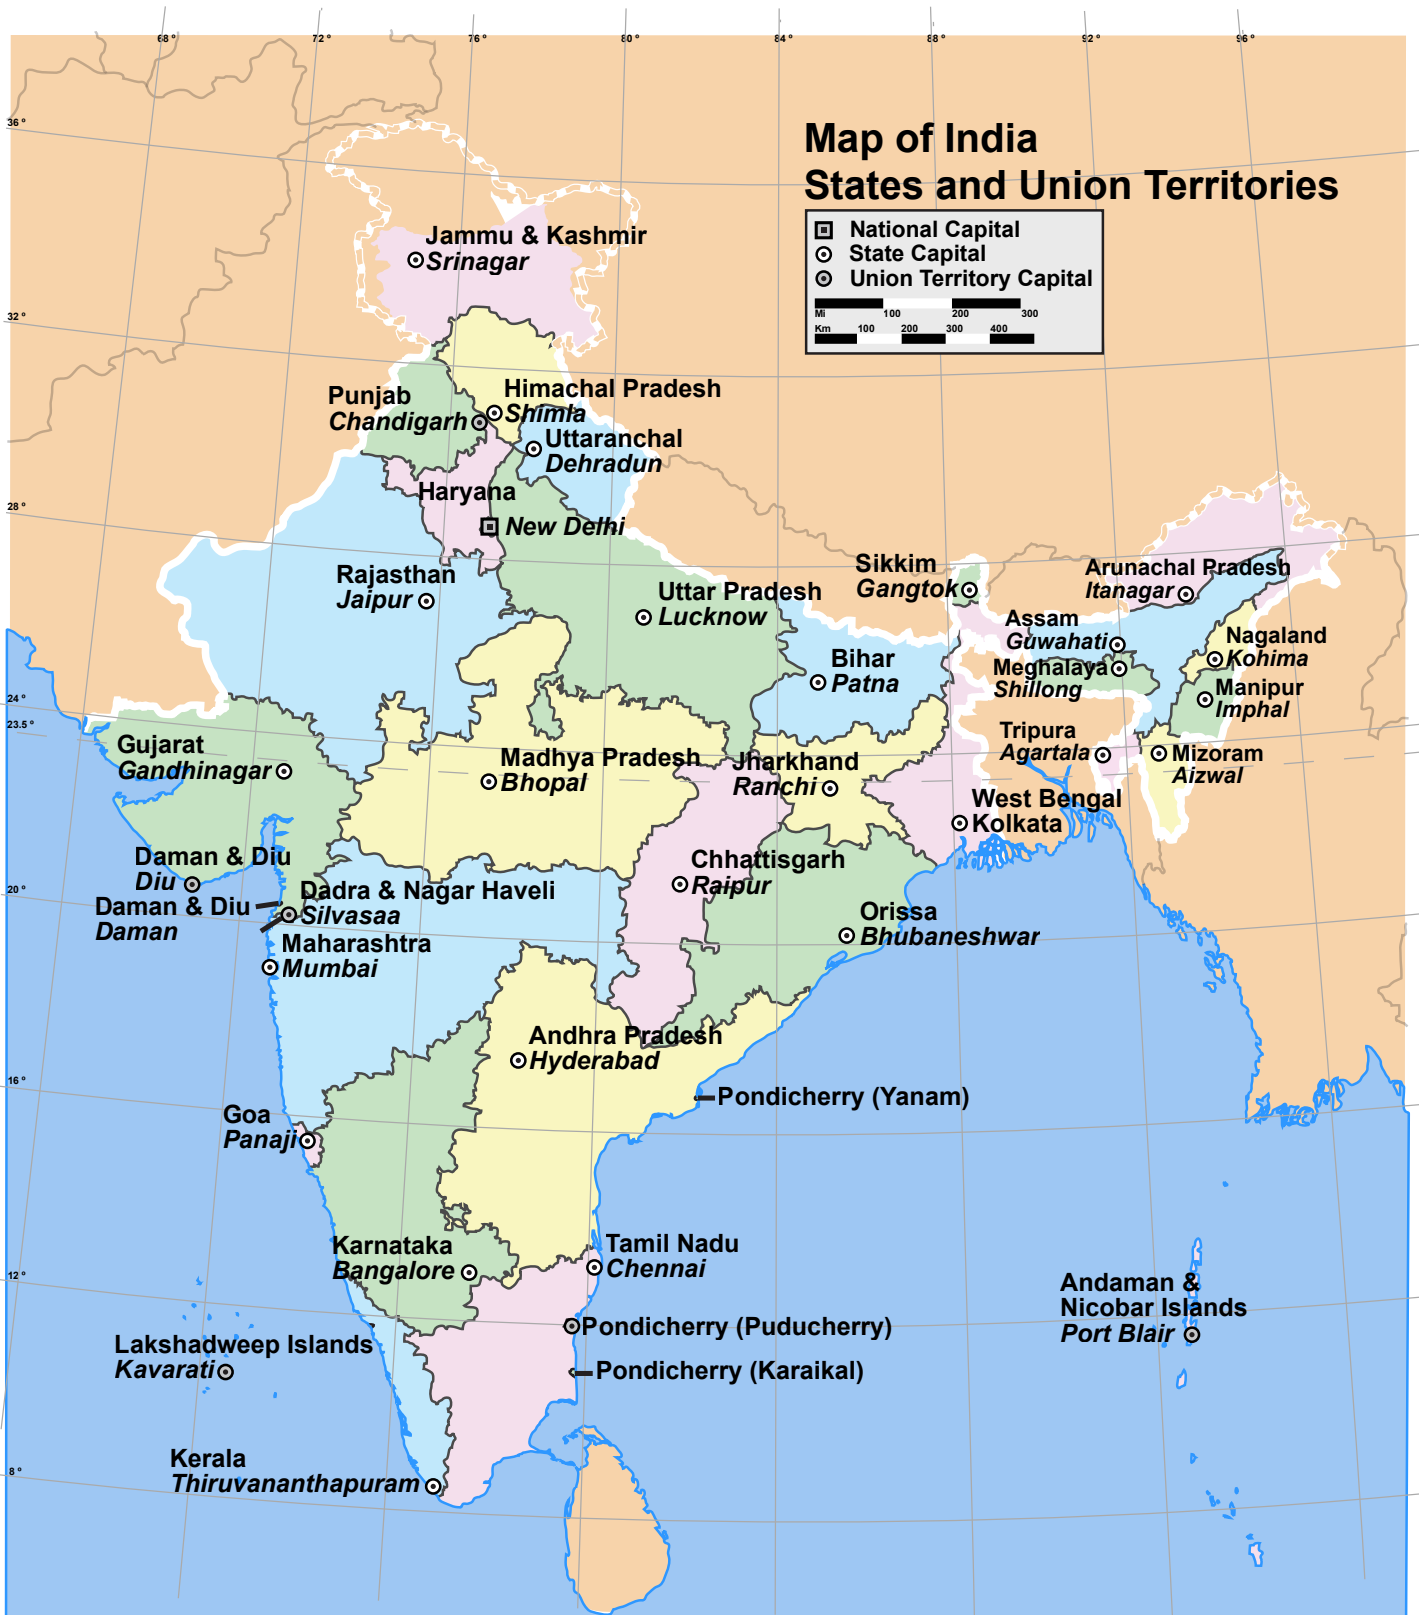 68°
72°
76°
80°
84°
88°
92°
96°
36°
32°
28°
24°
23.5°
20°
16°
12°
8°
Map of India
States and Union Territories
National Capital
State Capital
Union Territory Capital
Mi 100 200 300
Km 100 200 300 400
Jammu & Kashmir
Srinagar
Himachal Pradesh
Shimla
Punjab
Chandigarh
Uttaranchal
Dehradun
Haryana
New Delhi
Rajasthan
Jaipur
Uttar Pradesh
Lucknow
Sikkim
Gangtok
Arunachal Pradesh
Itanagar
Assam
Guwahati
Nagaland
Kohima
Meghalaya
Shillong
Manipur
Imphal
Bihar
Patna
Tripura
Agartala
Mizoram
Aizwal
Gujarat
Gandhinagar
Madhya Pradesh
Bhopal
Jharkhand
Ranchi
West Bengal
Kolkata
Daman & Diu
Diu
Chhattisgarh
Raipur
Dadra & Nagar Haveli
Silvasaa
Daman & Diu
Daman
Orissa
Bhubaneshwar
Maharashtra
Mumbai
Andhra Pradesh
Hyderabad
Pondicherry (Yanam)
Goa
Panaji
Karnataka
Bangalore
Tamil Nadu
Chennai
Andaman &
Nicobar Islands
Port Blair
Pondicherry (Puducherry)
Lakshadweep Islands
Kavarati
Pondicherry (Karaikal)
Kerala
Thiruvananthapuram